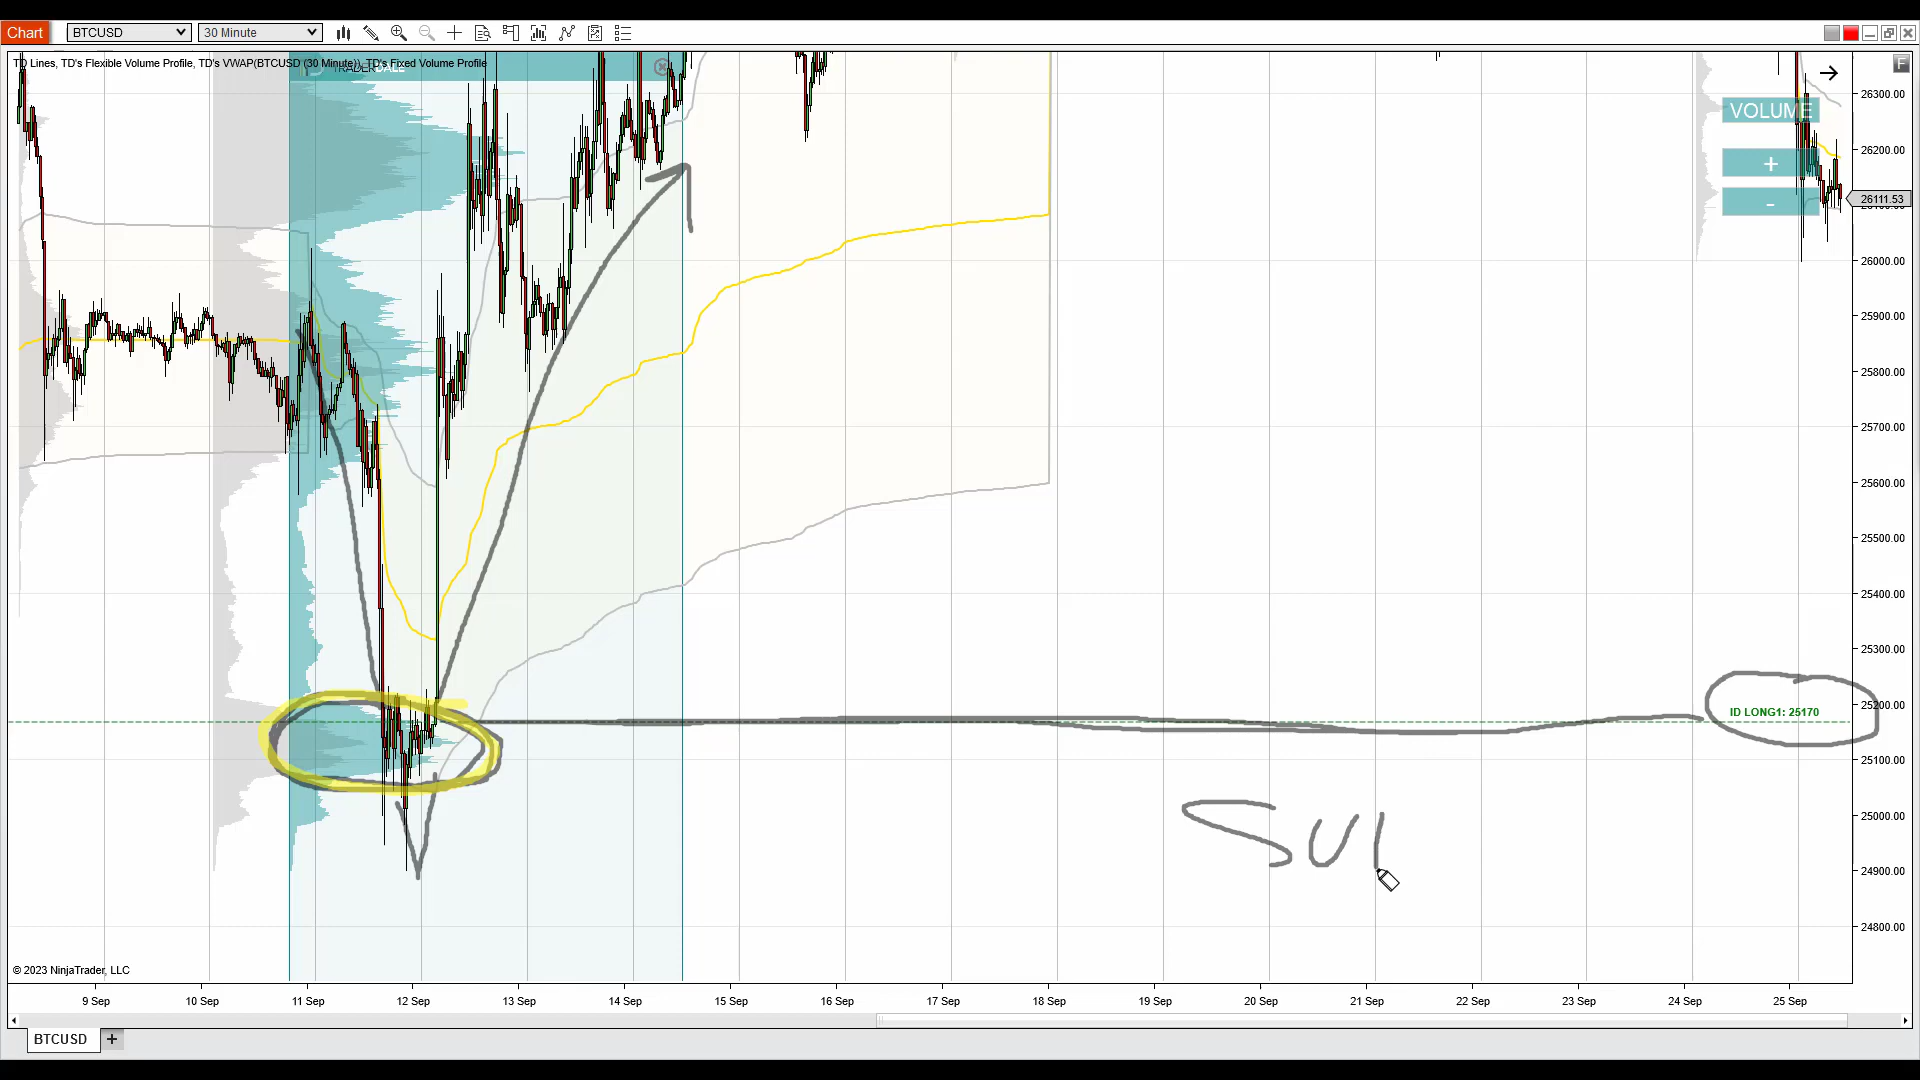 Chart BTCUSD 30 Minute
TD Lines, TD's Flexible Volume Profile, TD's VWAP(BTCUSD (30 Minute)), TD's Fixed Volume Profile
F
VOLUME
+
-
26300.00
26200.00
26111.53
26000.00
25900.00
25800.00
25700.00
25600.00
25500.00
25400.00
25300.00
25200.00
ID LONG1: 25170
25100.00
25000.00
24900.00
24800.00
SU
© 2023 NinjaTrader, LLC
9 Sep 10 Sep 11 Sep 12 Sep 13 Sep 14 Sep 15 Sep 16 Sep 17 Sep 18 Sep 19 Sep 20 Sep 21 Sep 22 Sep 23 Sep 24 Sep 25 Sep
BTCUSD +